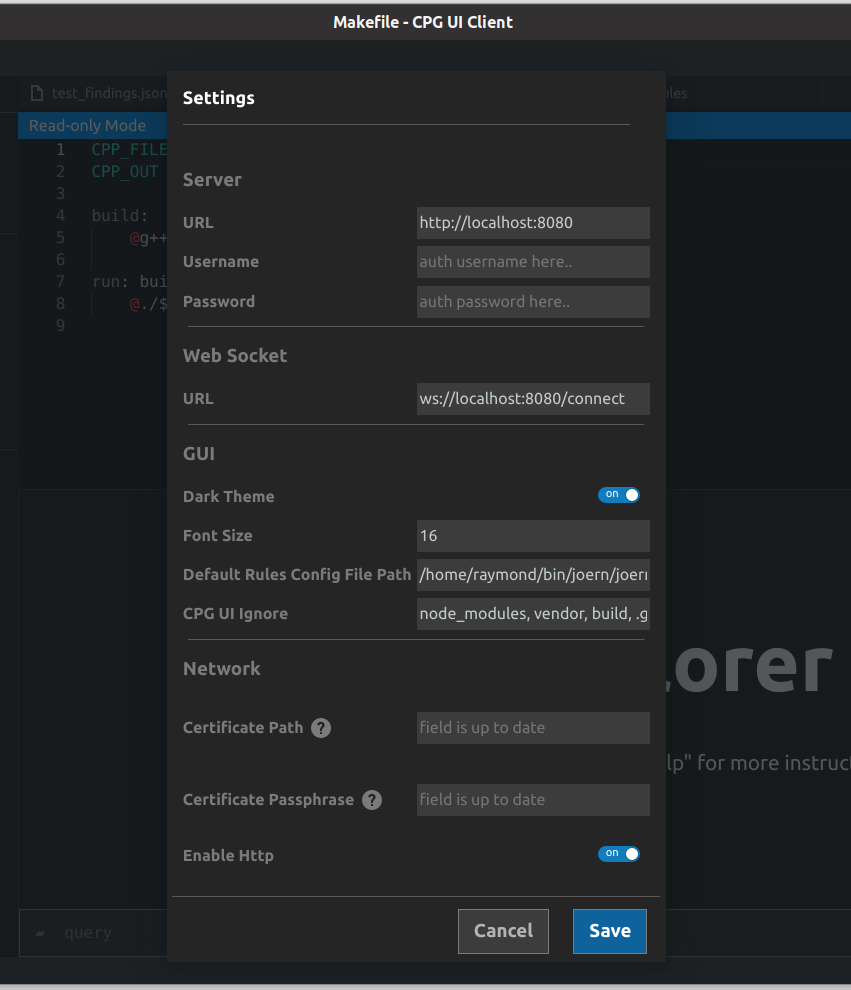 Makefile - CPG UI Client
test_findings.json
Settings
Read-only Mode
1 CPP_FILE
2 CPP_OUT
3
4 build:
5 @g++
6
7 run: bui
8 @./$
9
Server
URL http://localhost:8080
Username auth username here..
Password auth password here..
Web Socket
URL ws://localhost:8080/connect
GUI
Dark Theme on
Font Size 16
Default Rules Config File Path /home/raymond/bin/joern/joern
CPG UI Ignore node_modules, vendor, build, .g
Network
orer
Certificate Path ? field is up to date
lp" for more instruc
Certificate Passphrase ? field is up to date
Enable Http on
Cancel Save
query